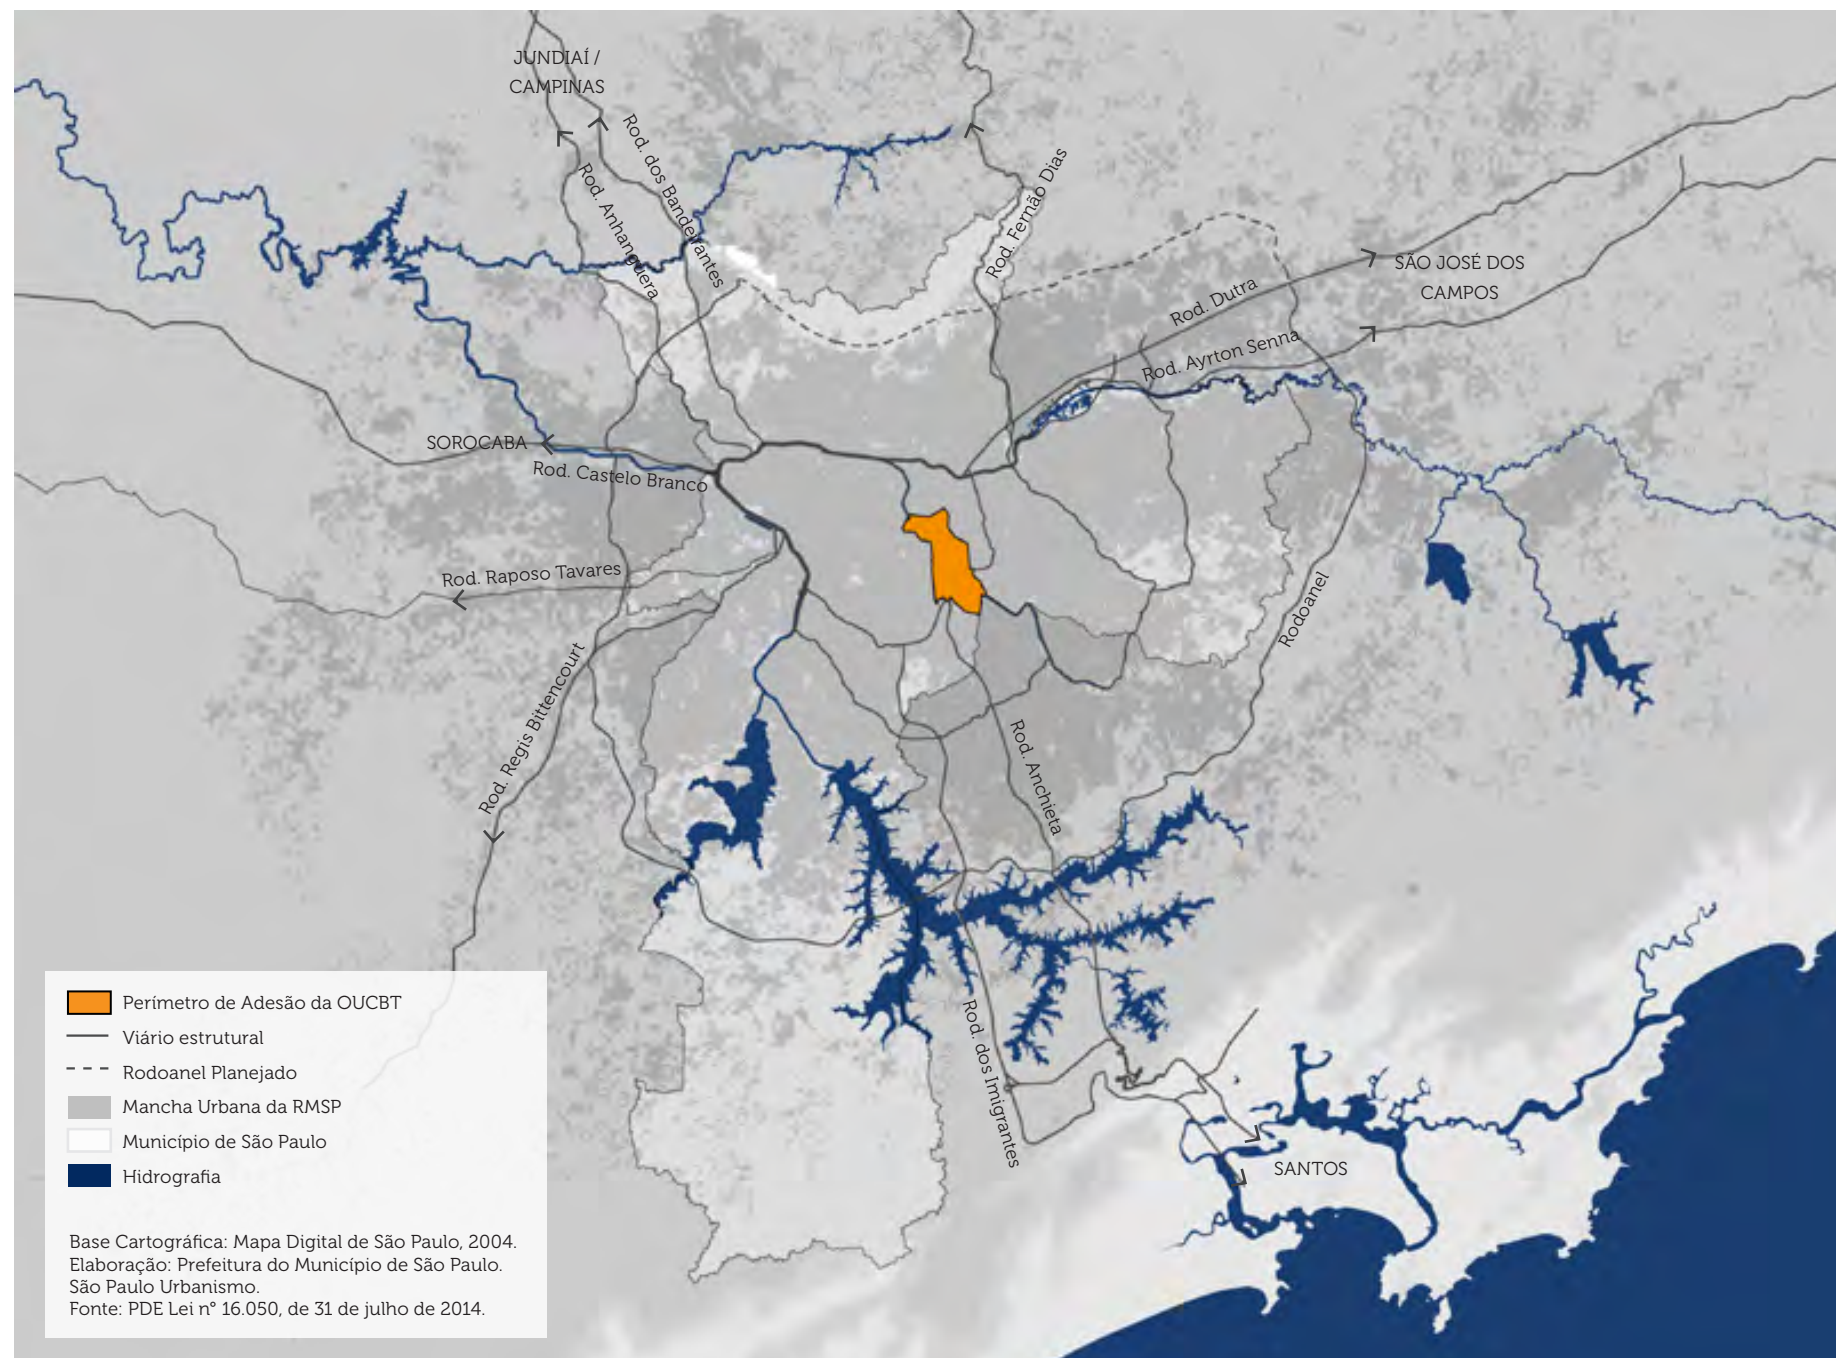 JUNDIAÍ /
CAMPINAS
Rod. dos Bandeirantes
Rod. Anhanguera
Rod. Fernão Dias
SÃO JOSÉ DOS
CAMPOS
Rod. Dutra
Rod. Ayrton Senna
SOROCABA
Rod. Castelo Branco
Rod. Raposo Tavares
Rodoanel
Rod. Regis Bittencourt
Rod. Anchieta
Rod. dos Imigrantes
SANTOS
Perímetro de Adesão da OUCBT
Viário estrutural
Rodoanel Planejado
Mancha Urbana da RMSP
Município de São Paulo
Hidrografia
Base Cartográfica: Mapa Digital de São Paulo, 2004.
Elaboração: Prefeitura do Município de São Paulo.
São Paulo Urbanismo.
Fonte: PDE Lei n° 16.050, de 31 de julho de 2014.